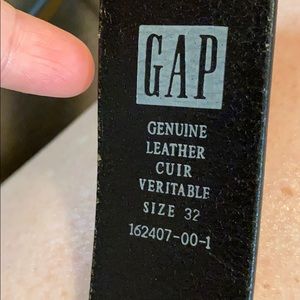 GAP
GENUINE
LEATHER
CUIR
VERITABLE
SIZE 32
162407-00-1